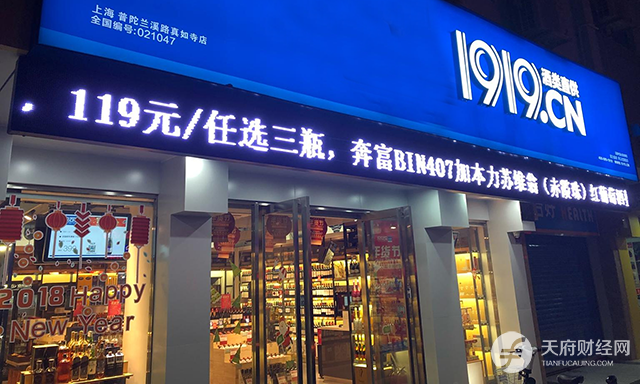 上海 普陀兰溪路真如寺店
全国编号:021047
1919.CN
酒类直供
，119元/任选三瓶，奔富BIN407加本力苏维翁（赤霞珠）红葡萄酒
2018 Happy
New Year
年货节
天府财经网
TIANFUCAIJING.COM